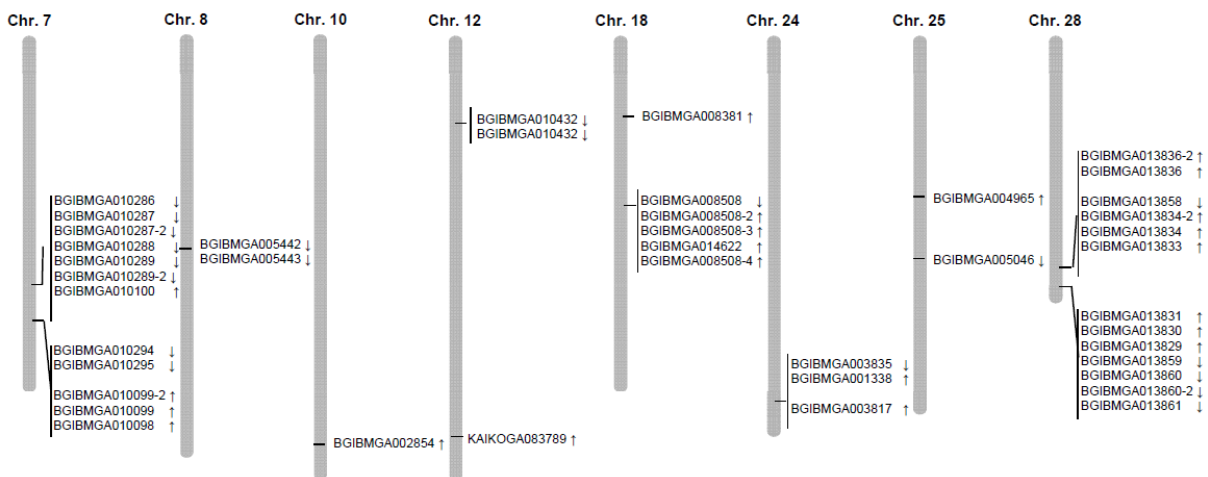 Chr. 7
Chr. 8
Chr. 10
Chr. 12
Chr. 18
Chr. 24
Chr. 25
Chr. 28
BGIBMGA010286 ↓
BGIBMGA010287 ↓
BGIBMGA010287-2 ↓
BGIBMGA010288 ↓
BGIBMGA010289 ↓
BGIBMGA010289-2 ↓
BGIBMGA010100 ↑
BGIBMGA010294 ↓
BGIBMGA010295 ↓
BGIBMGA010099-2 ↑
BGIBMGA010099 ↑
BGIBMGA010098 ↑
BGIBMGA005442 ↓
BGIBMGA005443 ↓
BGIBMGA002854 ↑
BGIBMGA010432 ↓
BGIBMGA010432 ↓
KAIKOGA083789 ↑
BGIBMGA008381 ↑
BGIBMGA008508 ↓
BGIBMGA008508-2 ↑
BGIBMGA008508-3 ↑
BGIBMGA014622 ↑
BGIBMGA008508-4 ↑
BGIBMGA003835 ↓
BGIBMGA001338 ↑
BGIBMGA003817 ↑
BGIBMGA004965 ↑
BGIBMGA005046 ↓
BGIBMGA013836-2 ↑
BGIBMGA013836 ↑
BGIBMGA013858 ↓
BGIBMGA013834-2 ↑
BGIBMGA013834 ↑
BGIBMGA013833 ↑
BGIBMGA013831 ↑
BGIBMGA013830 ↑
BGIBMGA013829 ↑
BGIBMGA013859 ↓
BGIBMGA013860 ↓
BGIBMGA013860-2 ↓
BGIBMGA013861 ↓